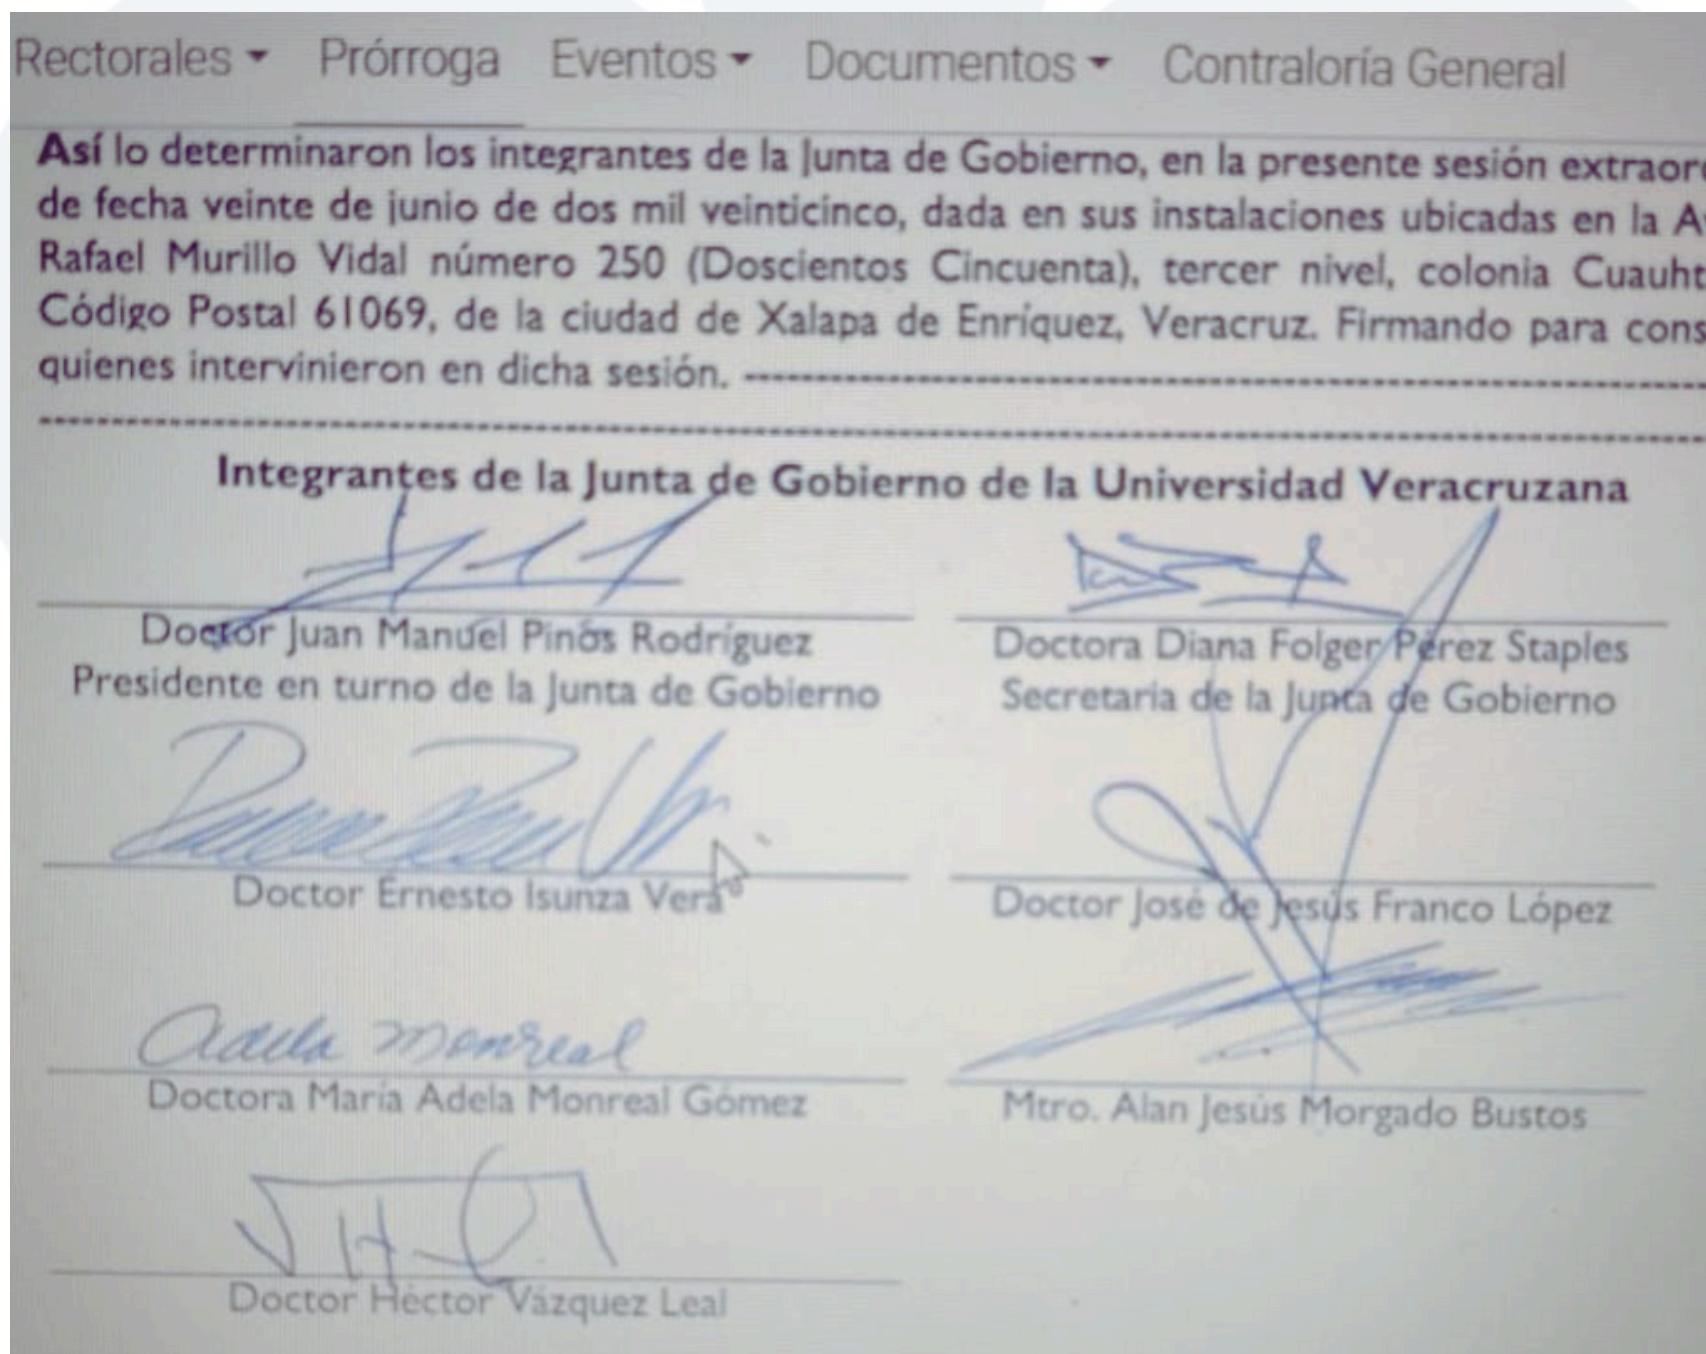 Rectorales Prórroga Eventos Documentos Contraloría General
Así lo determinaron los integrantes de la Junta de Gobierno, en la presente sesión extraor
de fecha veinte de junio de dos mil veinticinco, dada en sus instalaciones ubicadas en la A
Rafael Murillo Vidal número 250 (Doscientos Cincuenta), tercer nivel, colonia Cuauht
Código Postal 61069, de la ciudad de Xalapa de Enríquez, Veracruz. Firmando para cons
quienes intervinieron en dicha sesión. ---
Integrantes de la Junta de Gobierno de la Universidad Veracruzana
Doctor Juan Manuel Pinos Rodríguez
Presidente en turno de la Junta de Gobierno
Doctora Diana Folger Pérez Staples
Secretaria de la Junta de Gobierno
Doctor Ernesto Isunza Vera
Doctor José de Jesús Franco López
Adela Monreal
Doctora María Adela Monreal Gómez
Mtro. Alan Jesús Morgado Bustos
Doctor Héctor Vázquez Leal